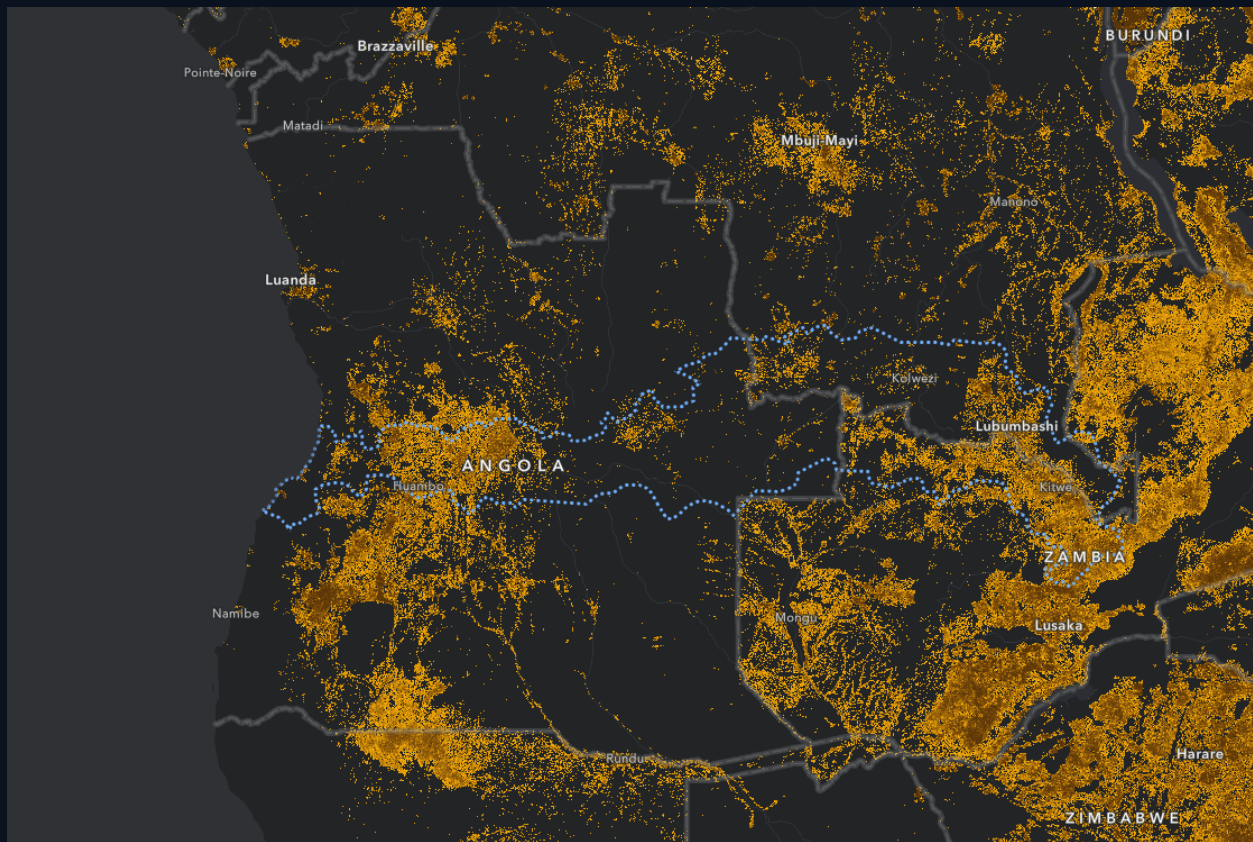 BURUNDI
Brazzaville
Pointe-Noire
Matadi
Mbuji-Mayi
Manono
Luanda
Kolwezi
Lubumbashi
ANGOLA
Huambo
Kitwe
ZAMBIA
Namibe
Mongu
Lusaka
Rundu
Harare
ZIMBABWE